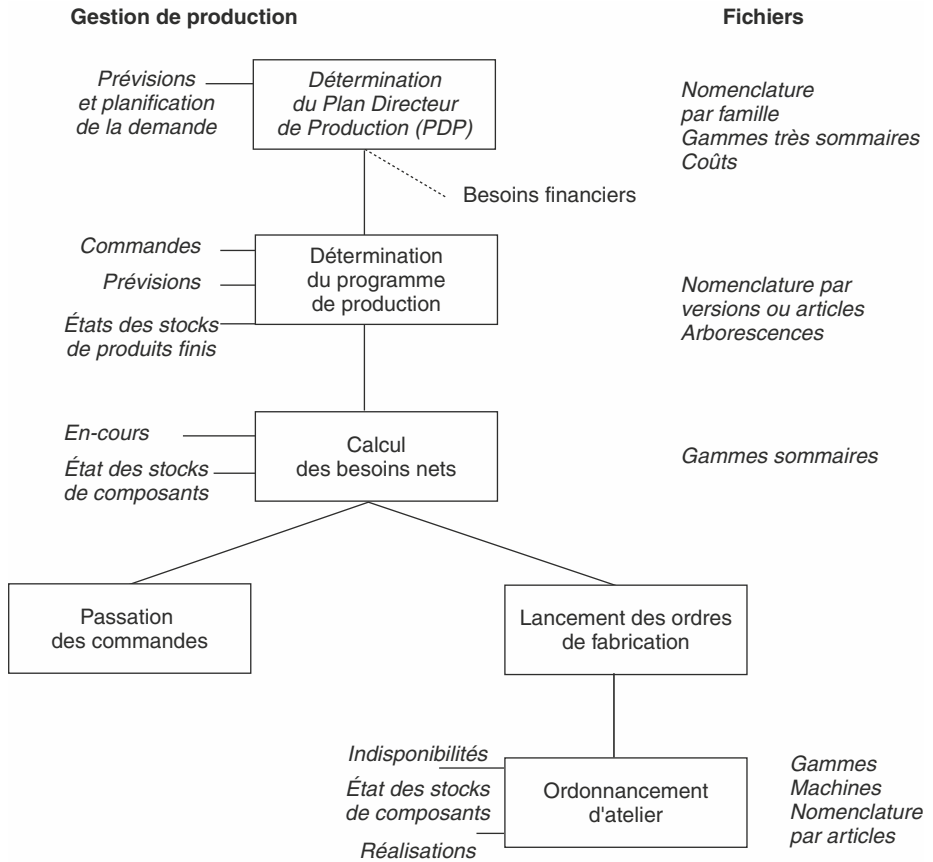 Gestion de production
Fichiers
Prévisions
et planification
de la demande
Détermination
du Plan Directeur
de Production (PDP)
Nomenclature
par famille
Gammes très sommaires
Coûts
Besoins financiers
Commandes
Prévisions
États des stocks
de produits finis
Détermination
du programme
de production
Nomenclature par
versions ou articles
Arborescences
En-cours
État des stocks
de composants
Calcul
des besoins nets
Gammes sommaires
Passation
des commandes
Lancement des ordres
de fabrication
Indisponibilités
État des stocks
de composants
Réalisations
Ordonnancement
d'atelier
Gammes
Machines
Nomenclature
par articles